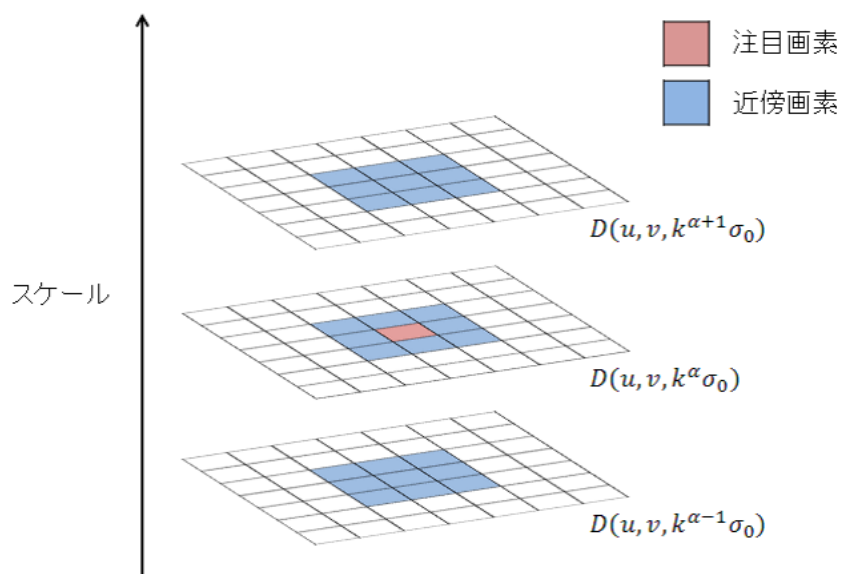 注目画素
近傍画素
D(u, v, k^{α+1}σ_0)
スケール
D(u, v, k^{α}σ_0)
D(u, v, k^{α−1}σ_0)